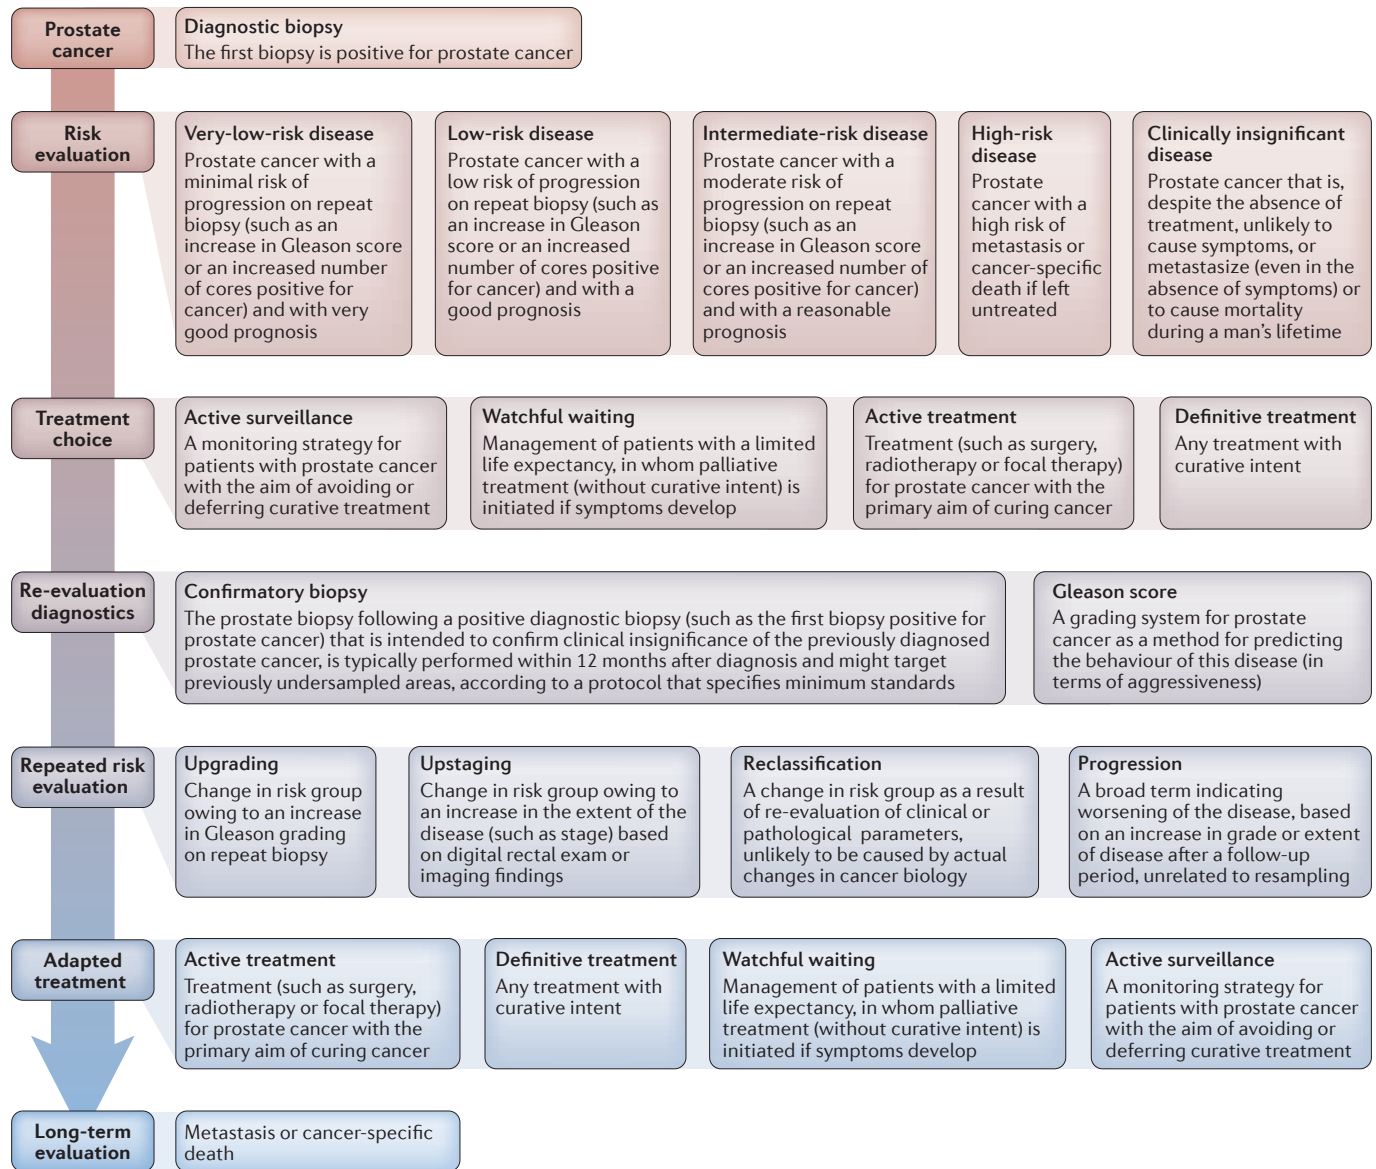 Prostate
cancer
Diagnostic biopsy
The first biopsy is positive for prostate cancer
Risk
evaluation
Very-low-risk disease
Prostate cancer with a
minimal risk of
progression on repeat
biopsy (such as an
increase in Gleason score
or an increased number
of cores positive for
cancer) and with very
good prognosis
Low-risk disease
Prostate cancer with a
low risk of progression
on repeat biopsy (such as
an increase in Gleason
score or an increased
number of cores positive
for cancer) and with a
good prognosis
Intermediate-risk disease
Prostate cancer with a
moderate risk of
progression on repeat
biopsy (such as an
increase in Gleason score
or an increased number of
cores positive for cancer)
and with a reasonable
prognosis
High-risk
disease
Prostate
cancer with a
high risk of
metastasis or
cancer-specific
death if left
untreated
Clinically insignificant
disease
Prostate cancer that is,
despite the absence of
treatment, unlikely to
cause symptoms, or
metastasize (even in the
absence of symptoms) or
to cause mortality
during a man's lifetime
Treatment
choice
Active surveillance
A monitoring strategy for
patients with prostate cancer
with the aim of avoiding or
deferring curative treatment
Watchful waiting
Management of patients with a limited
life expectancy, in whom palliative
treatment (without curative intent) is
initiated if symptoms develop
Active treatment
Treatment (such as surgery,
radiotherapy or focal therapy)
for prostate cancer with the
primary aim of curing cancer
Definitive treatment
Any treatment with
curative intent
Re-evaluation
diagnostics
Confirmatory biopsy
The prostate biopsy following a positive diagnostic biopsy (such as the first biopsy positive for
prostate cancer) that is intended to confirm clinical insignificance of the previously diagnosed
prostate cancer, is typically performed within 12 months after diagnosis and might target
previously undersampled areas, according to a protocol that specifies minimum standards
Gleason score
A grading system for prostate
cancer as a method for predicting
the behaviour of this disease (in
terms of aggressiveness)
Repeated risk
evaluation
Upgrading
Change in risk group
owing to an increase
in Gleason grading
on repeat biopsy
Upstaging
Change in risk group owing to
an increase in the extent of the
disease (such as stage) based
on digital rectal exam or
imaging findings
Reclassification
A change in risk group as a result
of re-evaluation of clinical or
pathological parameters,
unlikely to be caused by actual
changes in cancer biology
Progression
A broad term indicating
worsening of the disease, based
on an increase in grade or extent
of disease after a follow-up
period, unrelated to resampling
Adapted
treatment
Active treatment
Treatment (such as surgery,
radiotherapy or focal therapy)
for prostate cancer with the
primary aim of curing cancer
Definitive treatment
Any treatment with
curative intent
Watchful waiting
Management of patients with a limited
life expectancy, in whom palliative
treatment (without curative intent) is
initiated if symptoms develop
Active surveillance
A monitoring strategy for
patients with prostate cancer
with the aim of avoiding or
deferring curative treatment
Long-term
evaluation
Metastasis or cancer-specific
death